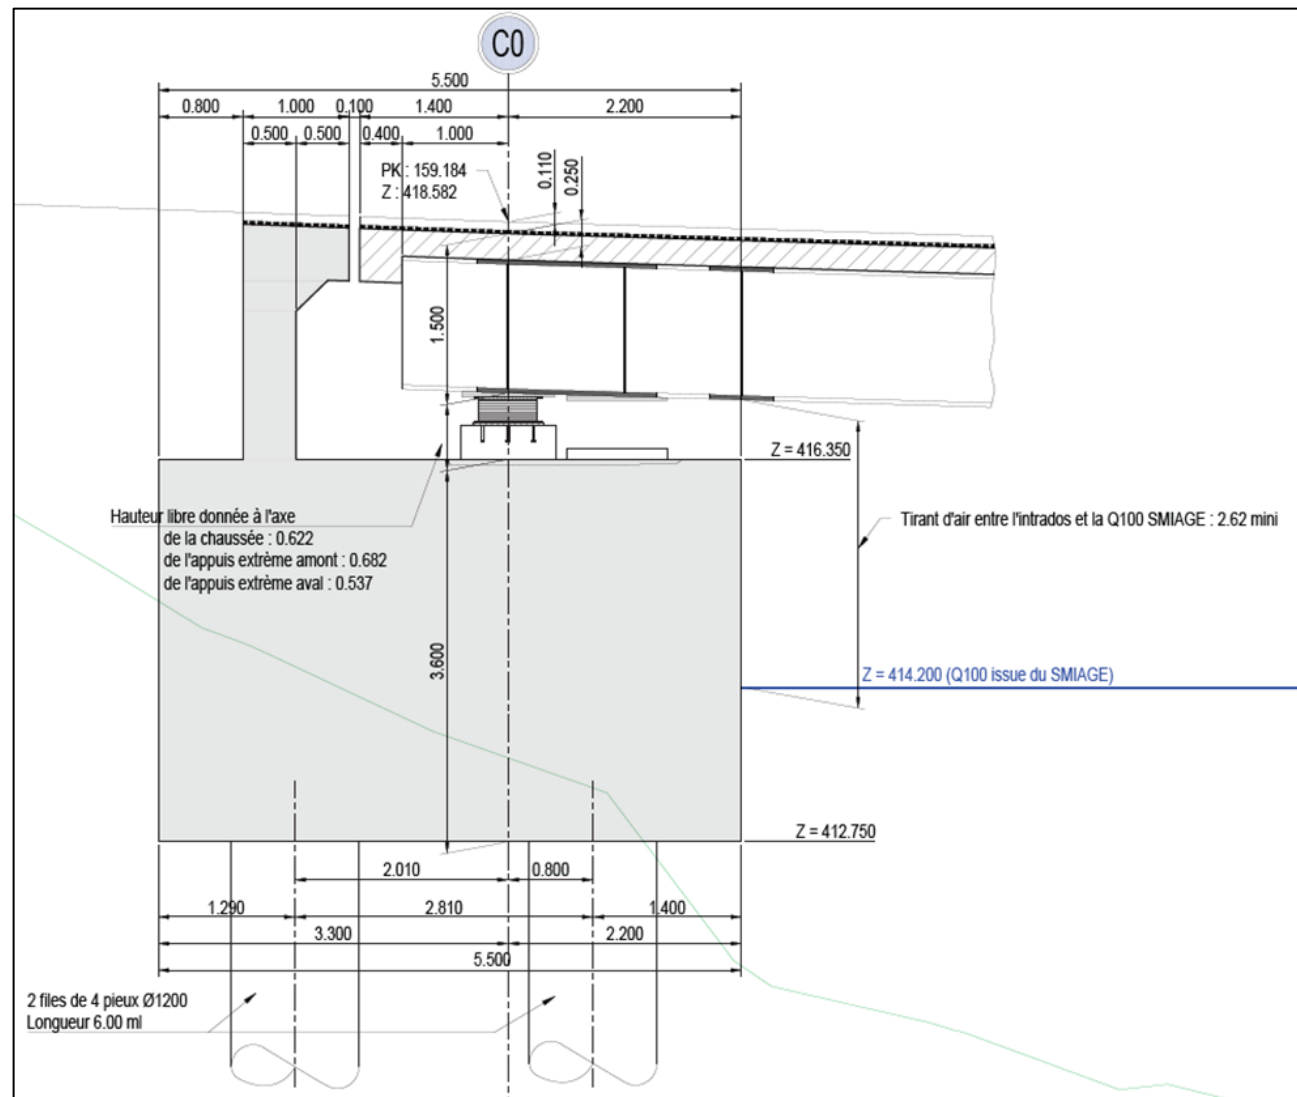 C0
5.500
0.800
1.000
0.100
1.400
2.200
0.500
0.500
0.400
1.000
PK : 159.184
Z : 418.582
0.110
0.250
1.500
Z = 416.350
Hauteur libre donnée à l'axe
de la chaussée : 0.622
de l'appuis extrème amont : 0.682
de l'appuis extrème aval : 0.537
Tirant d'air entre l'intrados et la Q100 SMIAGE : 2.62 mini
3.600
Z = 414.200 (Q100 issue du SMIAGE)
Z = 412.750
2.010
0.800
1.290
2.810
1.400
3.300
2.200
5.500
2 files de 4 pieux Ø1200
Longueur 6.00 ml